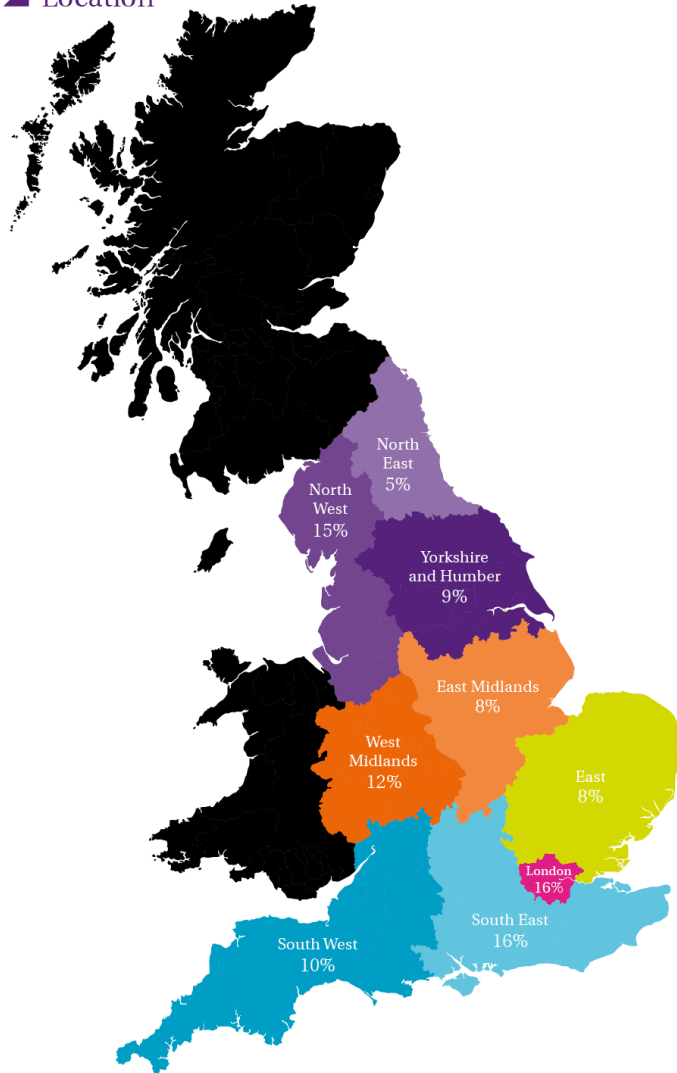 Location
North
East
5%
North
West
15%
Yorkshire
and Humber
9%
East Midlands
8%
West
Midlands
12%
East
8%
London
16%
South East
16%
South West
10%